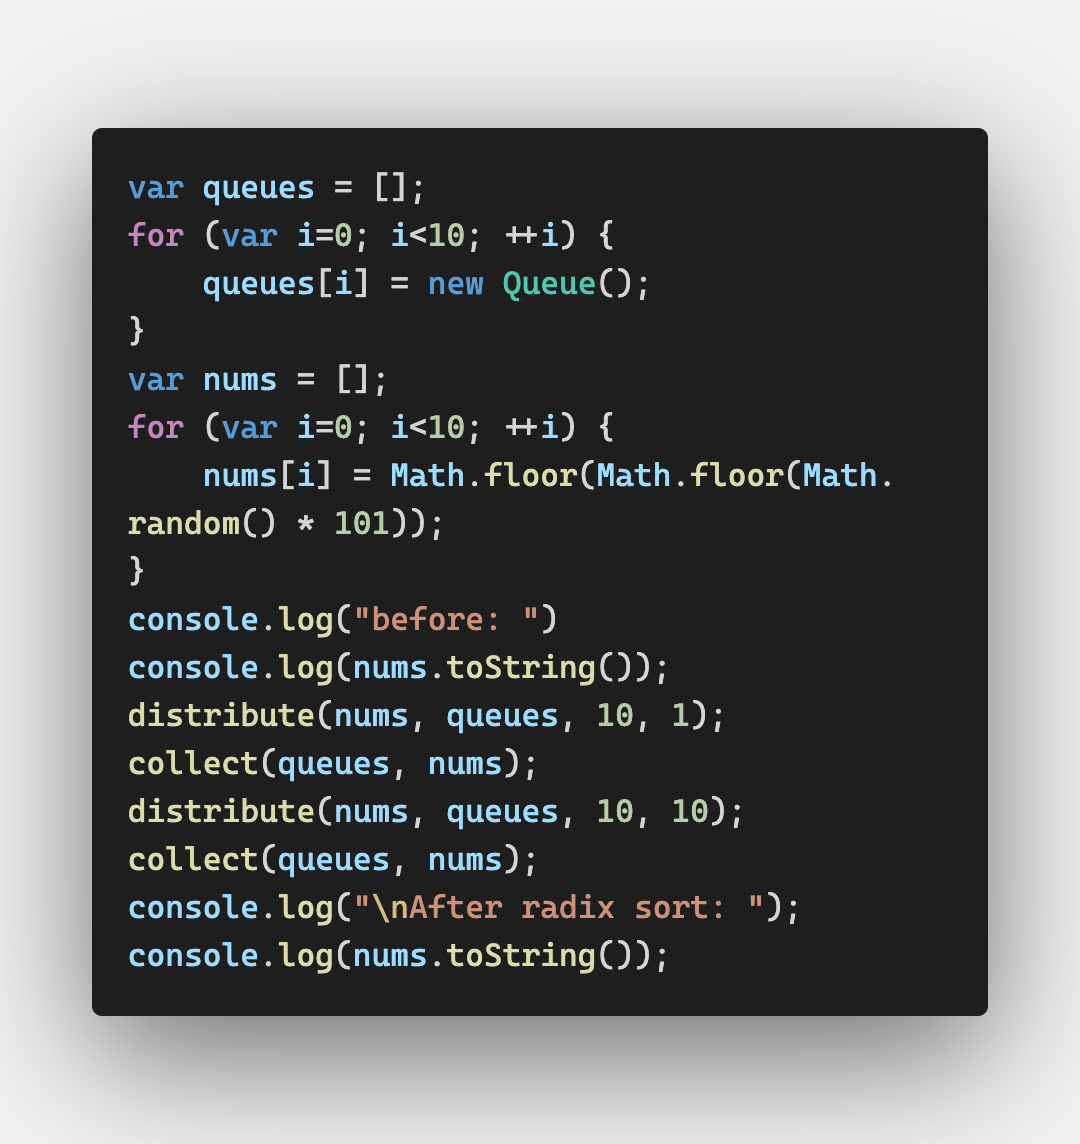 var queues = [];
for (var i=0; i<10; ++i) {
    queues[i] = new Queue();
}
var nums = [];
for (var i=0; i<10; ++i) {
    nums[i] = Math.floor(Math.floor(Math.
random() * 101));
}
console.log("before: ")
console.log(nums.toString());
distribute(nums, queues, 10, 1);
collect(queues, nums);
distribute(nums, queues, 10, 10);
collect(queues, nums);
console.log("\nAfter radix sort: ");
console.log(nums.toString());